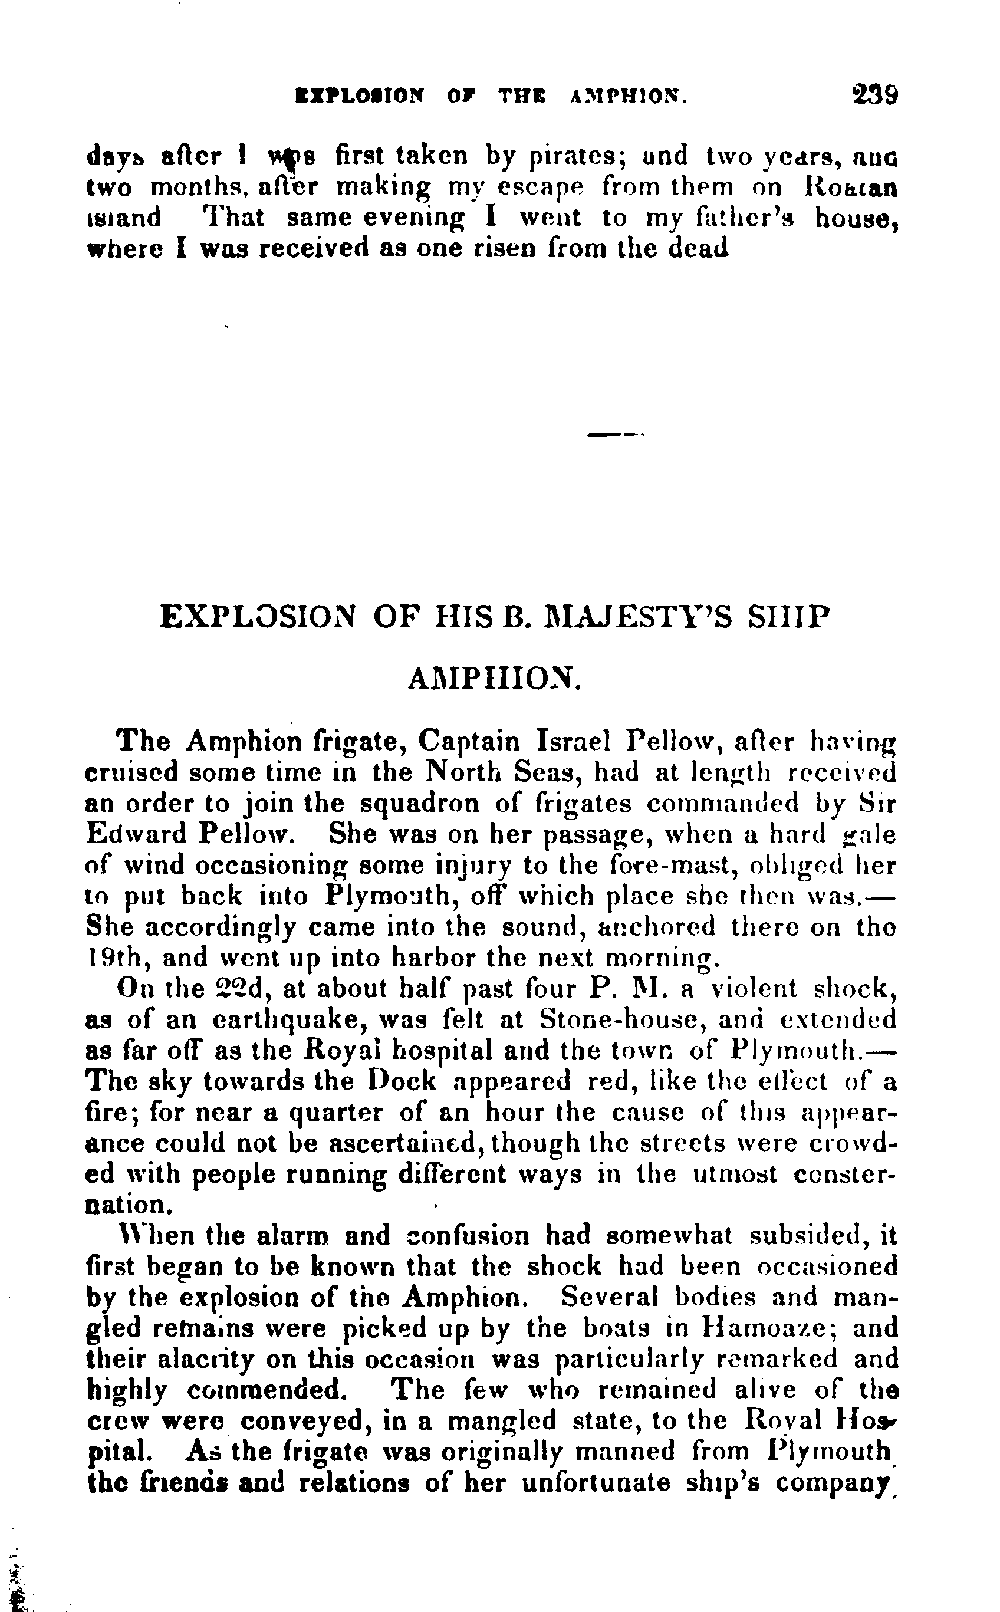 EXPLOSION OF THE AMPHION. 239
days after I was first taken by pirates; and two years, and
two months, after making my escape from them on Roatan
island That same evening I went to my father's house,
where I was received as one risen from the dead
EXPLOSION OF HIS B. MAJESTY'S SHIP
AMPHION.
The Amphion frigate, Captain Israel Pellow, after having
cruised some time in the North Seas, had at length received
an order to join the squadron of frigates commanded by Sir
Edward Pellow. She was on her passage, when a hard gale
of wind occasioning some injury to the fore-mast, obliged her
to put back into Plymouth, off which place she then was.—
She accordingly came into the sound, anchored there on the
19th, and went up into harbor the next morning.
On the 22d, at about half past four P. M. a violent shock,
as of an earthquake, was felt at Stone-house, and extended
as far off as the Royal hospital and the town of Plymouth.—
The sky towards the Dock appeared red, like the effect of a
fire; for near a quarter of an hour the cause of this appear-
ance could not be ascertained, though the streets were crowd-
ed with people running different ways in the utmost conster-
nation.
When the alarm and confusion had somewhat subsided, it
first began to be known that the shock had been occasioned
by the explosion of the Amphion. Several bodies and man-
gled remains were picked up by the boats in Hamoaze; and
their alacrity on this occasion was particularly remarked and
highly commended. The few who remained alive of the
crew were conveyed, in a mangled state, to the Royal Hos-
pital. As the frigate was originally manned from Plymouth
the friends and relations of her unfortunate ship's company